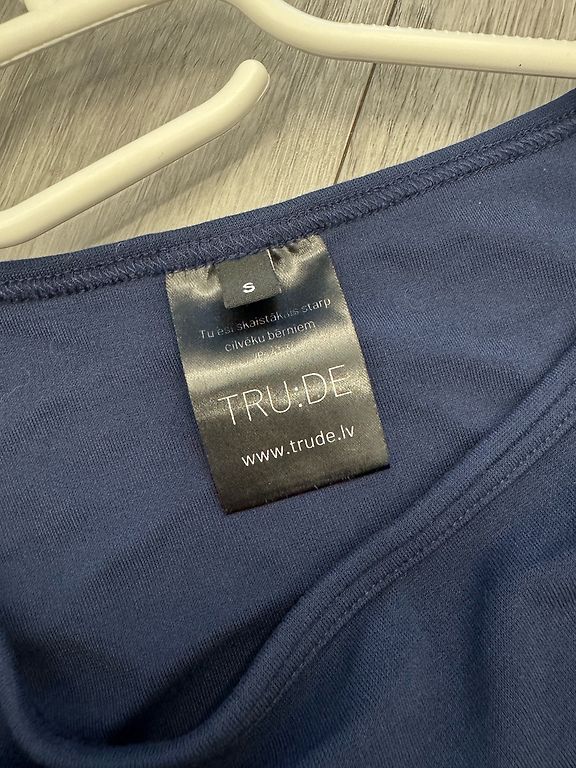 S
Tu esi skaistākais starp
cilvēku bērniem
TRU:DE
www.trude.lv